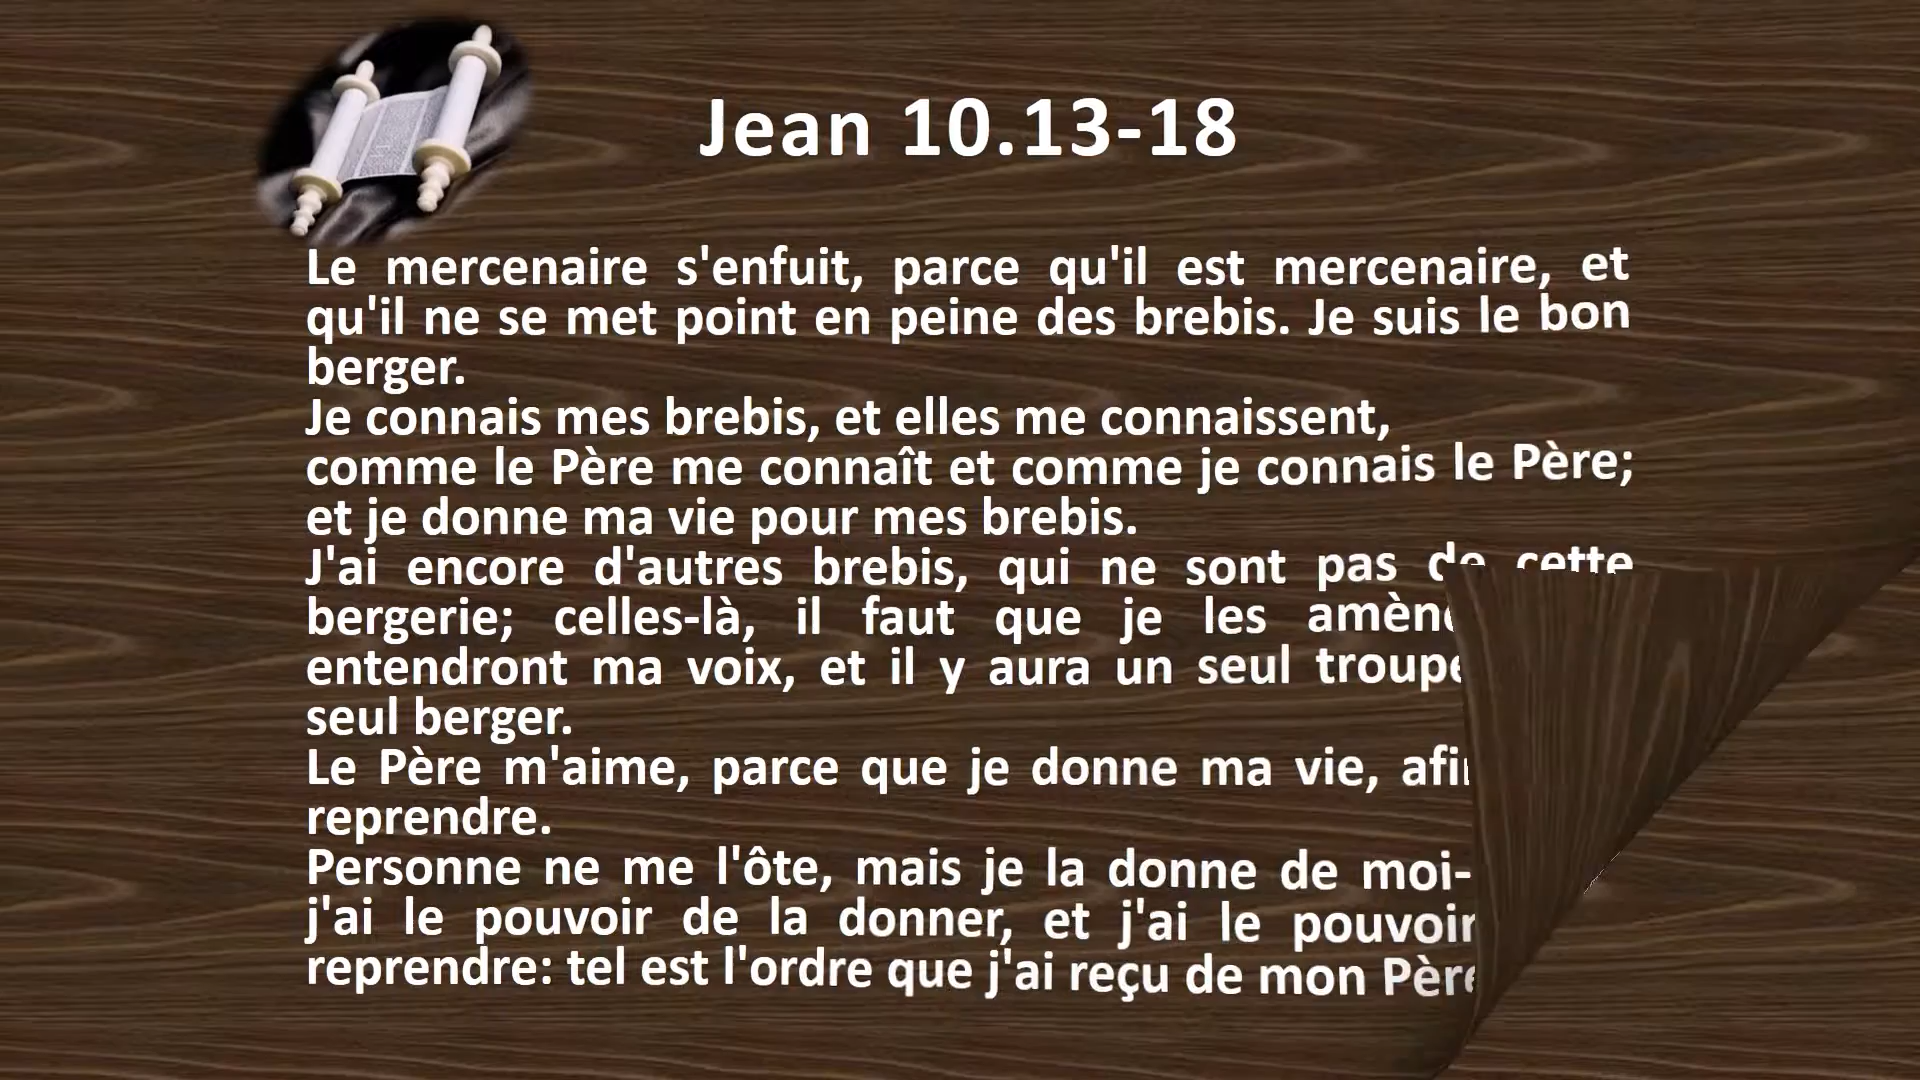 Jean 10.13-18
Le mercenaire s'enfuit, parce qu'il est mercenaire, et
qu'il ne se met point en peine des brebis. Je suis le bon
berger.
Je connais mes brebis, et elles me connaissent,
comme le Père me connaît et comme je connais le Père;
et je donne ma vie pour mes brebis.
J'ai encore d'autres brebis, qui ne sont pas de cette
bergerie; celles-là, il faut que je les
entendront ma voix, et il y aura un seul
seul berger.
Le Père m'aime, parce que je donne ma vie,
reprendre.
Personne ne me l'ôte, mais je la donne de moi-
j'ai le pouvoir de la donner, et j'ai le pouvoir
reprendre: tel est l'ordre que j'ai reçu de mon Père